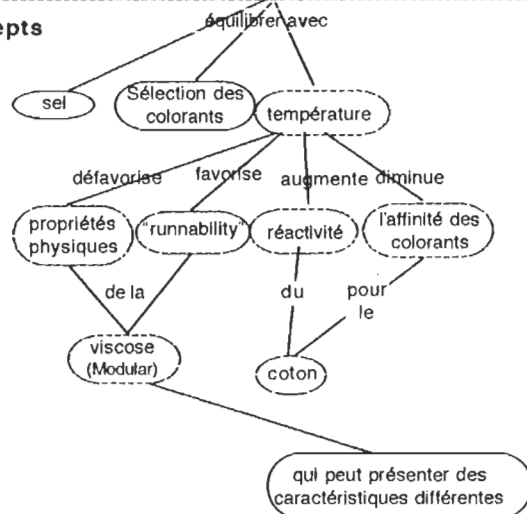 epts
équilibrer avec
sel
Sélection des
colorants
température
défavorise
favorise
augmente
diminue
propriétés
physiques
"runnability"
réactivité
l'affinité des
colorants
de la
du
pour
le
viscose
(Modular)
coton
qui peut présenter des
caractéristiques différentes